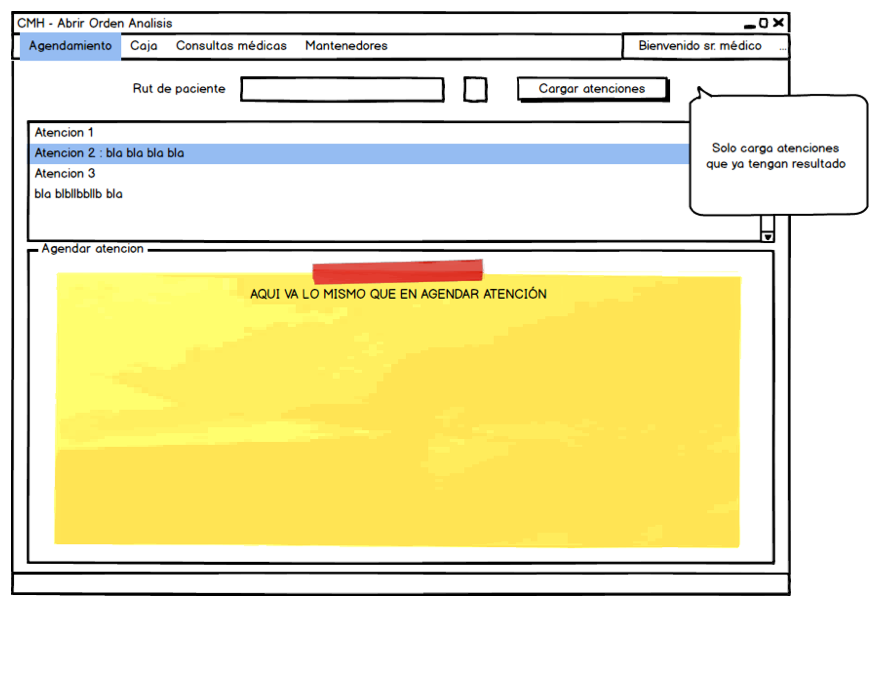 CMH - Abrir Orden Analisis
Agendamiento Caja Consultas médicas Mantenedores Bienvenido sr. médico ...
Rut de paciente Cargar atenciones
Solo carga atenciones
que ya tengan resultado
Atencion 1
Atencion 2 : bla bla bla bla
Atencion 3
bla blbllbbllb bla
Agendar atencion
AQUI VA LO MISMO QUE EN AGENDAR ATENCIÓN